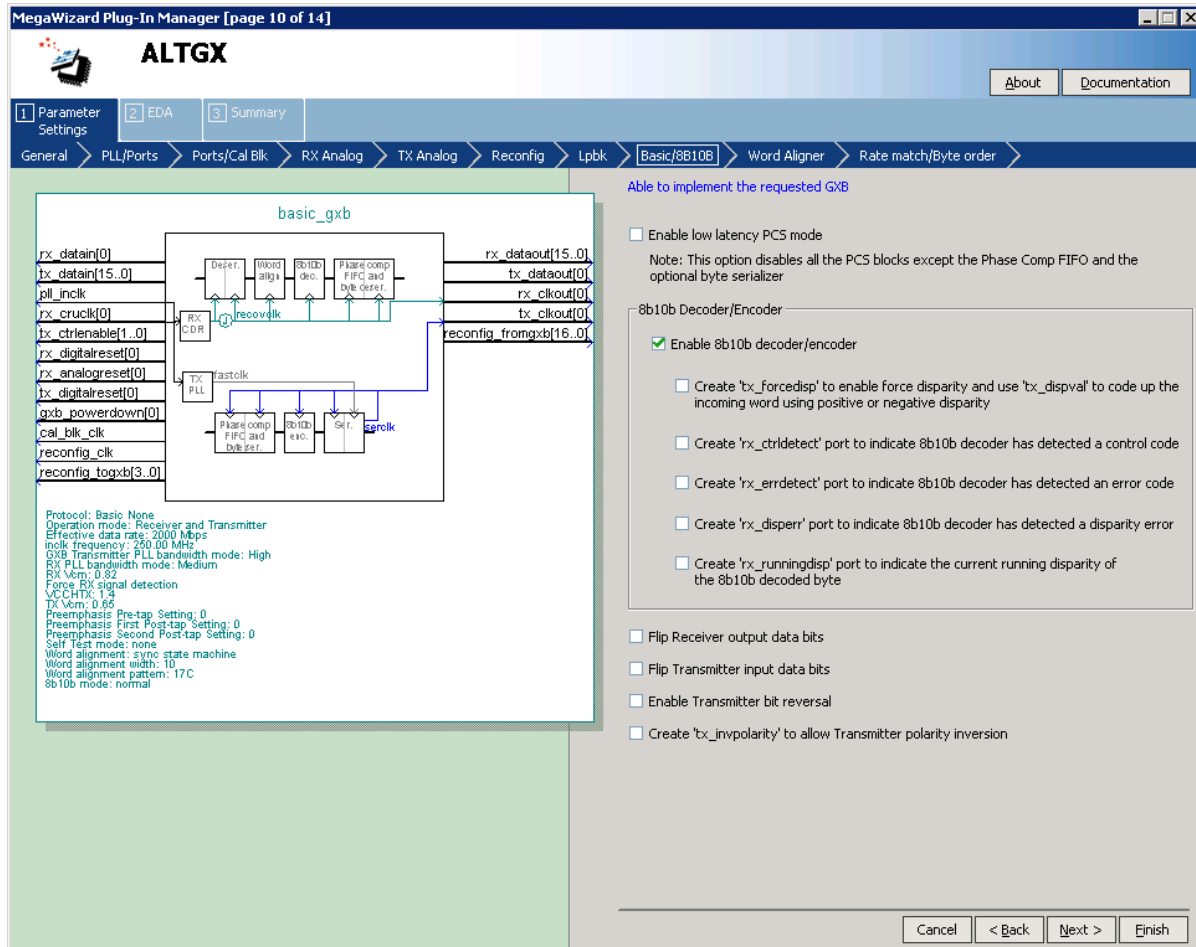 MegaWizard Plug-In Manager [page 10 of 14]
ALTGX
About
Documentation
1 Parameter Settings
2 EDA
3 Summary
General
PLL/Ports
Ports/Cal Blk
RX Analog
TX Analog
Reconfig
Lpbk
Basic/8B10B
Word Aligner
Rate match/Byte order
basic_gxb
rx_datain[0]
tx_datain[15..0]
pll_inclk
rx_cruclk[0]
tx_ctrlenable[1..0]
rx_digitalreset[0]
rx_analogreset[0]
tx_digitalreset[0]
gxb_powerdown[0]
cal_blk_clk
reconfig_clk
reconfig_togxb[3..0]
Deser.
Word align
8b10b dec.
Phase comp FIFO and byte deser.
RX CDR
recovclk
TX PLL
fastclk
Phase comp FIFO and byte ser.
8b10b enc.
Ser.
serclk
rx_dataout[15..0]
tx_dataout[0]
rx_clkout[0]
tx_clkout[0]
reconfig_fromgxb[16..0]
Protocol: Basic None
Operation mode: Receiver and Transmitter
Effective data rate: 2000 Mbps
inclk frequency: 250.00 MHz
GXB Transmitter PLL bandwidth mode: High
RX PLL bandwidth mode: Medium
RX Vcm: 0.82
Force RX signal detection
VCCHTX: 1.4
TX Vcm: 0.65
Preemphasis Pre-tap Setting: 0
Preemphasis First Post-tap Setting: 0
Preemphasis Second Post-tap Setting: 0
Self Test mode: none
Word alignment: sync state machine
Word alignment width: 10
Word alignment pattern: 17C
8b10b mode: normal
Able to implement the requested GXB
Enable low latency PCS mode
Note: This option disables all the PCS blocks except the Phase Comp FIFO and the
optional byte serializer
8b10b Decoder/Encoder
Enable 8b10b decoder/encoder
Create 'tx_forcedisp' to enable force disparity and use 'tx_dispval' to code up the
incoming word using positive or negative disparity
Create 'rx_ctrldetect' port to indicate 8b10b decoder has detected a control code
Create 'rx_errdetect' port to indicate 8b10b decoder has detected an error code
Create 'rx_disperr' port to indicate 8b10b decoder has detected a disparity error
Create 'rx_runningdisp' port to indicate the current running disparity of
the 8b10b decoded byte
Flip Receiver output data bits
Flip Transmitter input data bits
Enable Transmitter bit reversal
Create 'tx_invpolarity' to allow Transmitter polarity inversion
Cancel
< Back
Next >
Finish